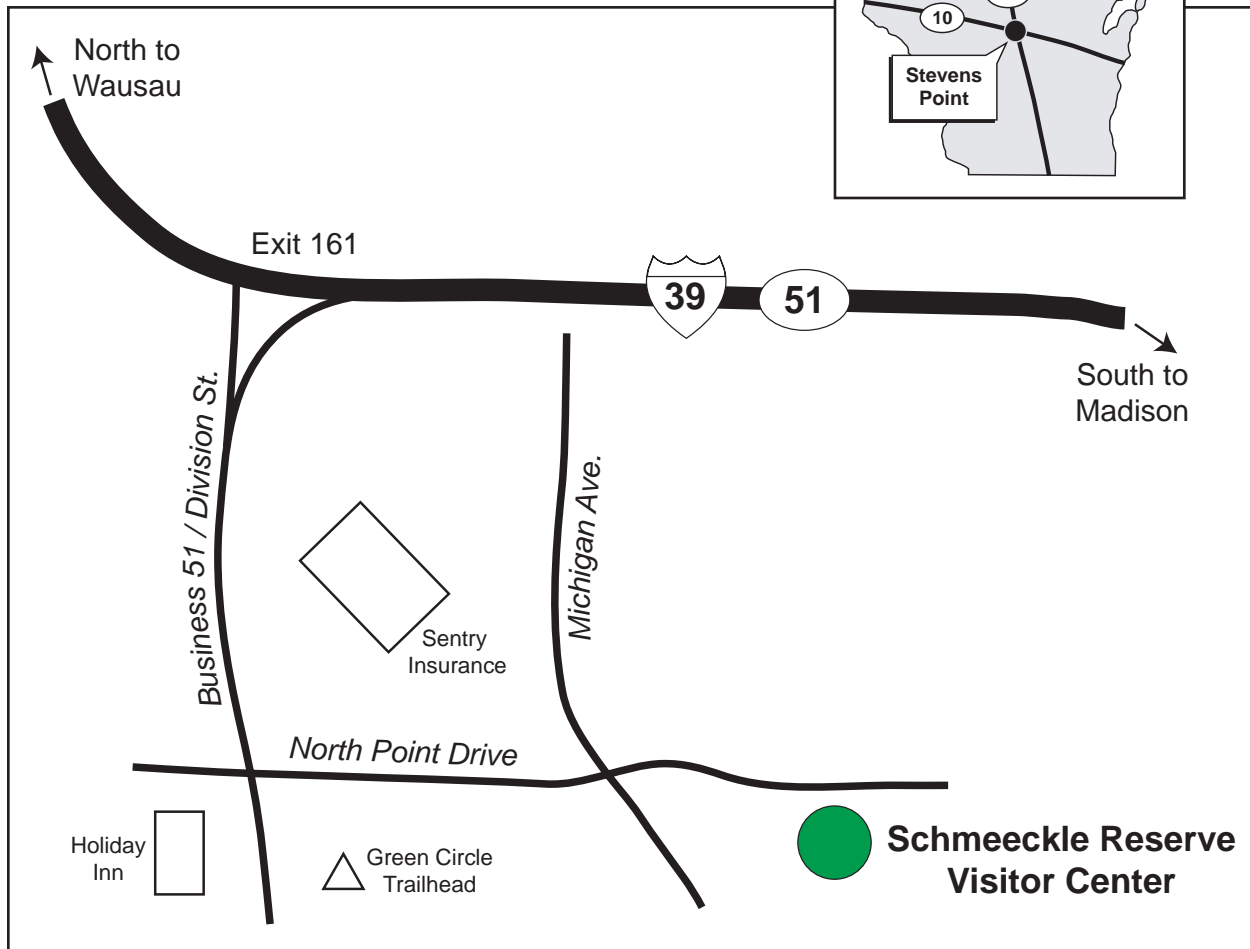 10
Stevens
Point
North to
Wausau
Exit 161
39
51
South to
Madison
Business 51 / Division St.
Michigan Ave.
Sentry
Insurance
North Point Drive
Holiday
Inn
Green Circle
Trailhead
Schmeeckle Reserve
Visitor Center